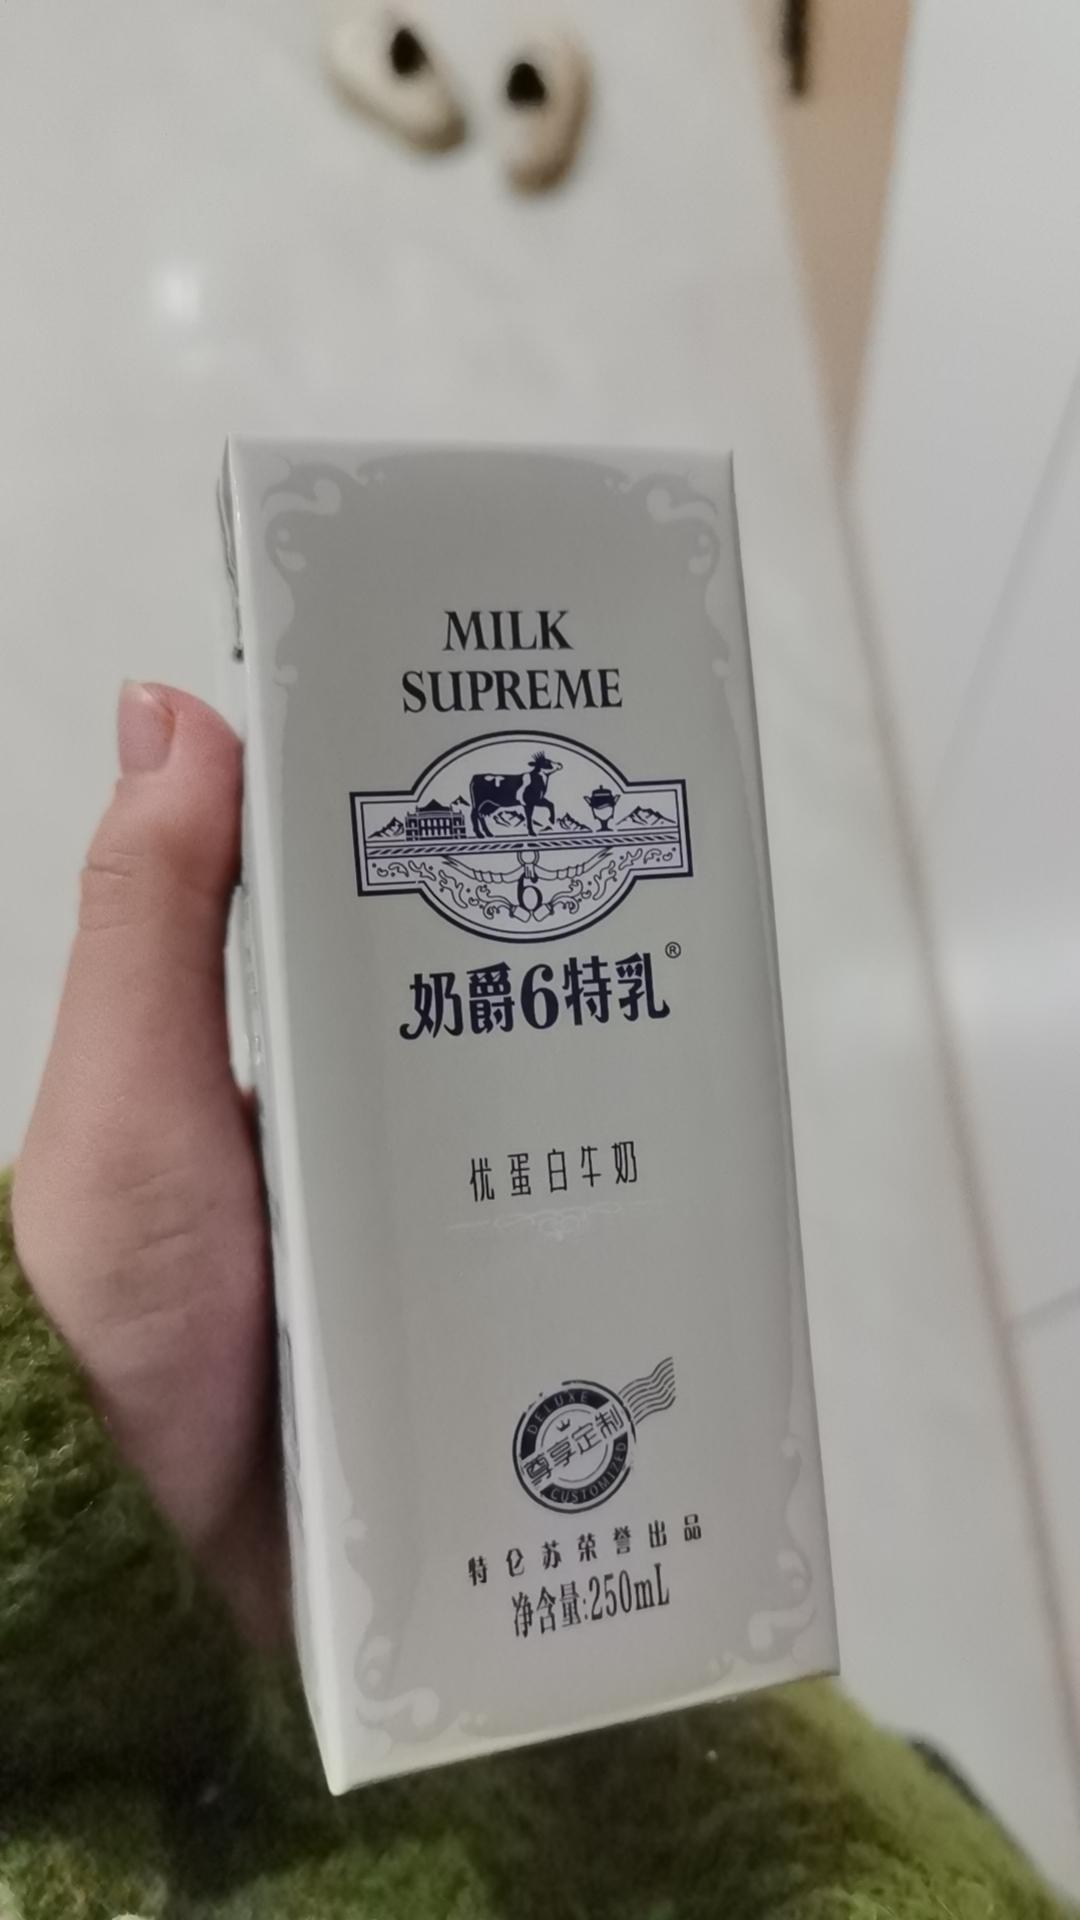 MILK
SUPREME
6
奶爵6特乳®
优蛋白牛奶
DELUXE
尊享定制
CUSTOMIZED
特仑苏荣誉出品
净含量:250mL